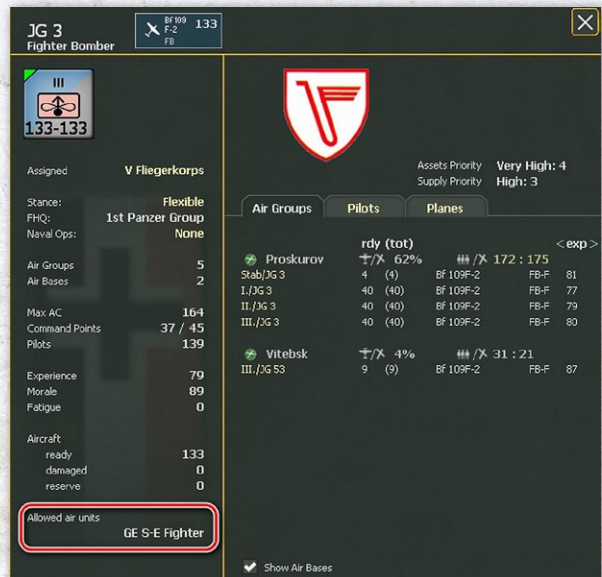 JG 3
Fighter Bomber
Bf 109
F-2
FB
133
III
133-133
Assigned V Fliegerkorps
Stance: Flexible
FHQ: 1st Panzer Group
Naval Ops: None
Air Groups 5
Air Bases 2
Max AC 164
Command Points 37 / 45
Pilots 139
Experience 79
Morale 89
Fatigue 0
Aircraft
ready 133
damaged 0
reserve 0
Allowed air units
GE S-E Fighter
Assets Priority Very High: 4
Supply Priority High: 3
Air Groups Pilots Planes
rdy (tot) <exp>
Proskurov /X 62% /X 172 : 175
Stab/JG 3 4 (4) Bf 109F-2 FB-F 81
I./JG 3 40 (40) Bf 109F-2 FB-F 77
II./JG 3 40 (40) Bf 109F-2 FB-F 79
III./JG 3 40 (40) Bf 109F-2 FB-F 80
Vitebsk /X 4% /X 31 : 21
III./JG 53 9 (9) Bf 109F-2 FB-F 87
Show Air Bases